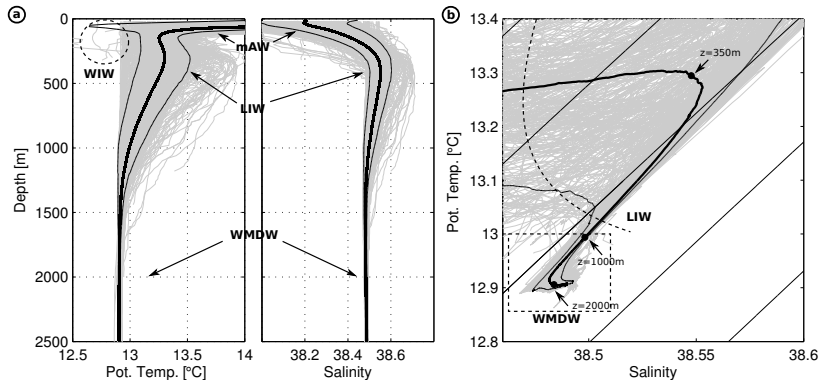 a
0
500
1000
1500
2000
2500
Depth [m]
12.5
13
13.5
14
Pot. Temp. [°C]
WIW
mAW
LIW
WMDW
38.2
38.4
38.6
Salinity
b
13.4
13.3
13.2
13.1
13
12.9
12.8
Pot. Temp. [°C]
z=350m
LIW
z=1000m
z=2000m
WMDW
38.5
38.55
38.6
Salinity